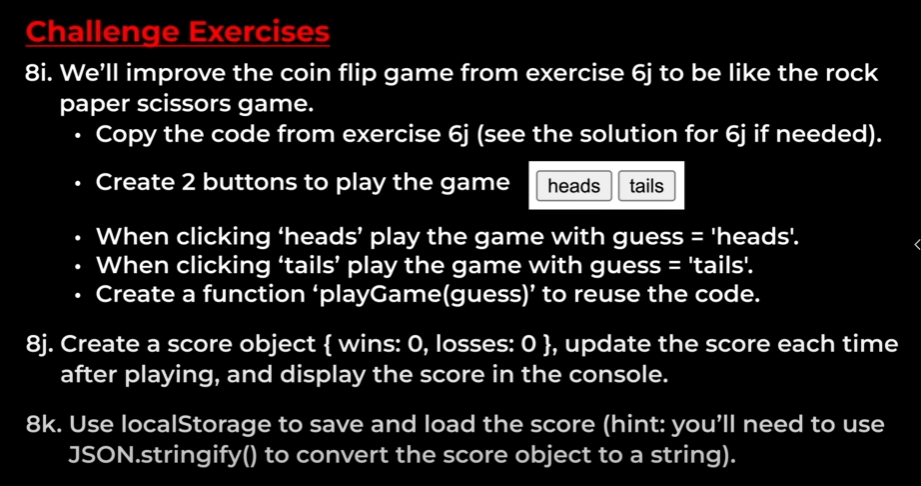 Challenge Exercises
8i. We’ll improve the coin flip game from exercise 6j to be like the rock
paper scissors game.
• Copy the code from exercise 6j (see the solution for 6j if needed).
• Create 2 buttons to play the game heads tails
• When clicking ‘heads’ play the game with guess = 'heads'.
• When clicking ‘tails’ play the game with guess = 'tails'.
• Create a function ‘playGame(guess)’ to reuse the code.
8j. Create a score object { wins: 0, losses: 0 }, update the score each time
after playing, and display the score in the console.
8k. Use localStorage to save and load the score (hint: you’ll need to use
JSON.stringify() to convert the score object to a string).